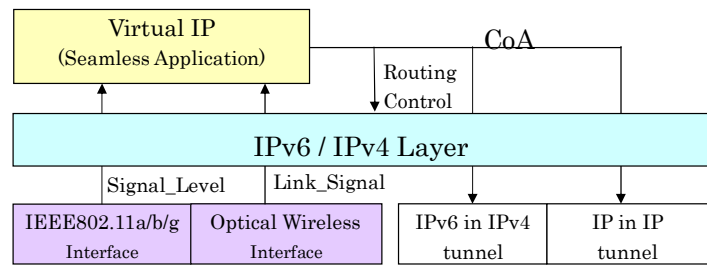 Virtual IP
(Seamless Application)
CoA
Routing
Control
IPv6 / IPv4 Layer
Signal_Level
Link_Signal
IEEE802.11a/b/g
Interface
Optical Wireless
Interface
IPv6 in IPv4
tunnel
IP in IP
tunnel